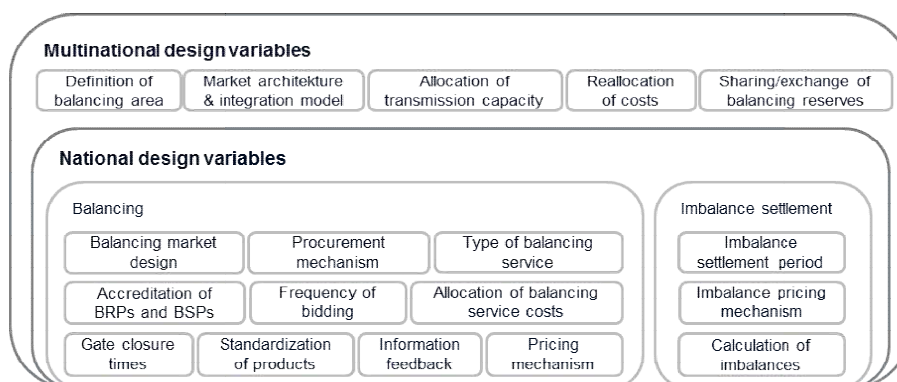 Multinational design variables
Definition of
balancing area
Market architekture
& integration model
Allocation of
transmission capacity
Reallocation
of costs
Sharing/exchange of
balancing reserves
National design variables
Balancing
Balancing market
design
Procurement
mechanism
Type of balancing
service
Accreditation of
BRPs and BSPs
Frequency of
bidding
Allocation of balancing
service costs
Gate closure
times
Standardization
of products
Information
feedback
Pricing
mechanism
Imbalance settlement
Imbalance
settlement period
Imbalance pricing
mechanism
Calculation of
imbalances